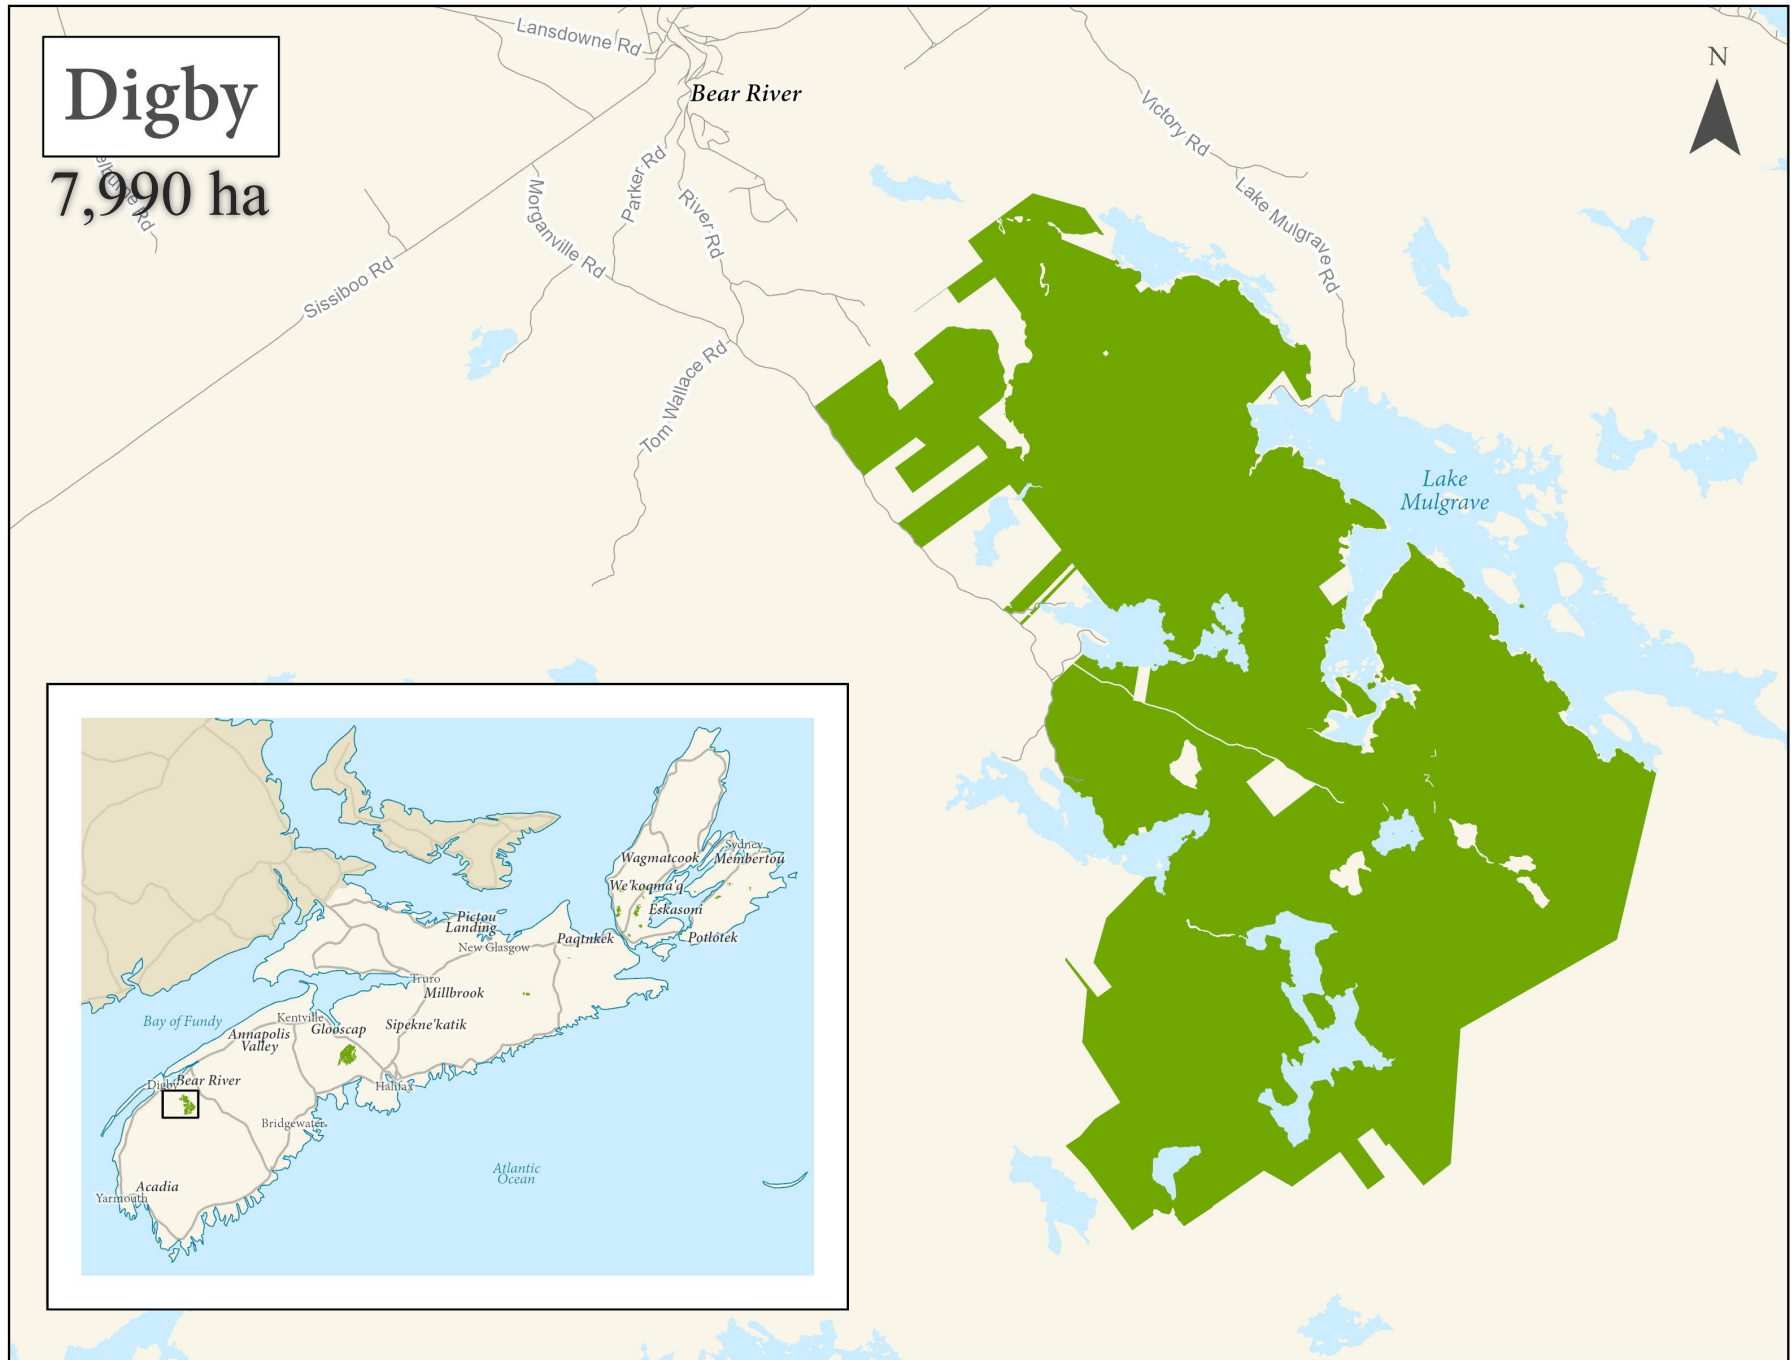 Digby
7,990 ha
elburne Rd
Lansdowne Rd
Bear River
N
Victory Rd
Lake Mulgrave Rd
Parker Rd
Morganville Rd
River Rd
Sissiboo Rd
Tom Wallace Rd
Lake
Mulgrave
Sydney
Membertou
Wagmatcook
We'koqma'q
Eskasoni
Potlotek
Pictou
Landing
New Glasgow
Paqtnkek
Truro
Millbrook
Bay of Fundy
Kentville
Glooscap
Sipekne'katik
Annapolis
Valley
Digby
Bear River
Halifax
Bridgewater
Atlantic
Ocean
Acadia
Yarmouth